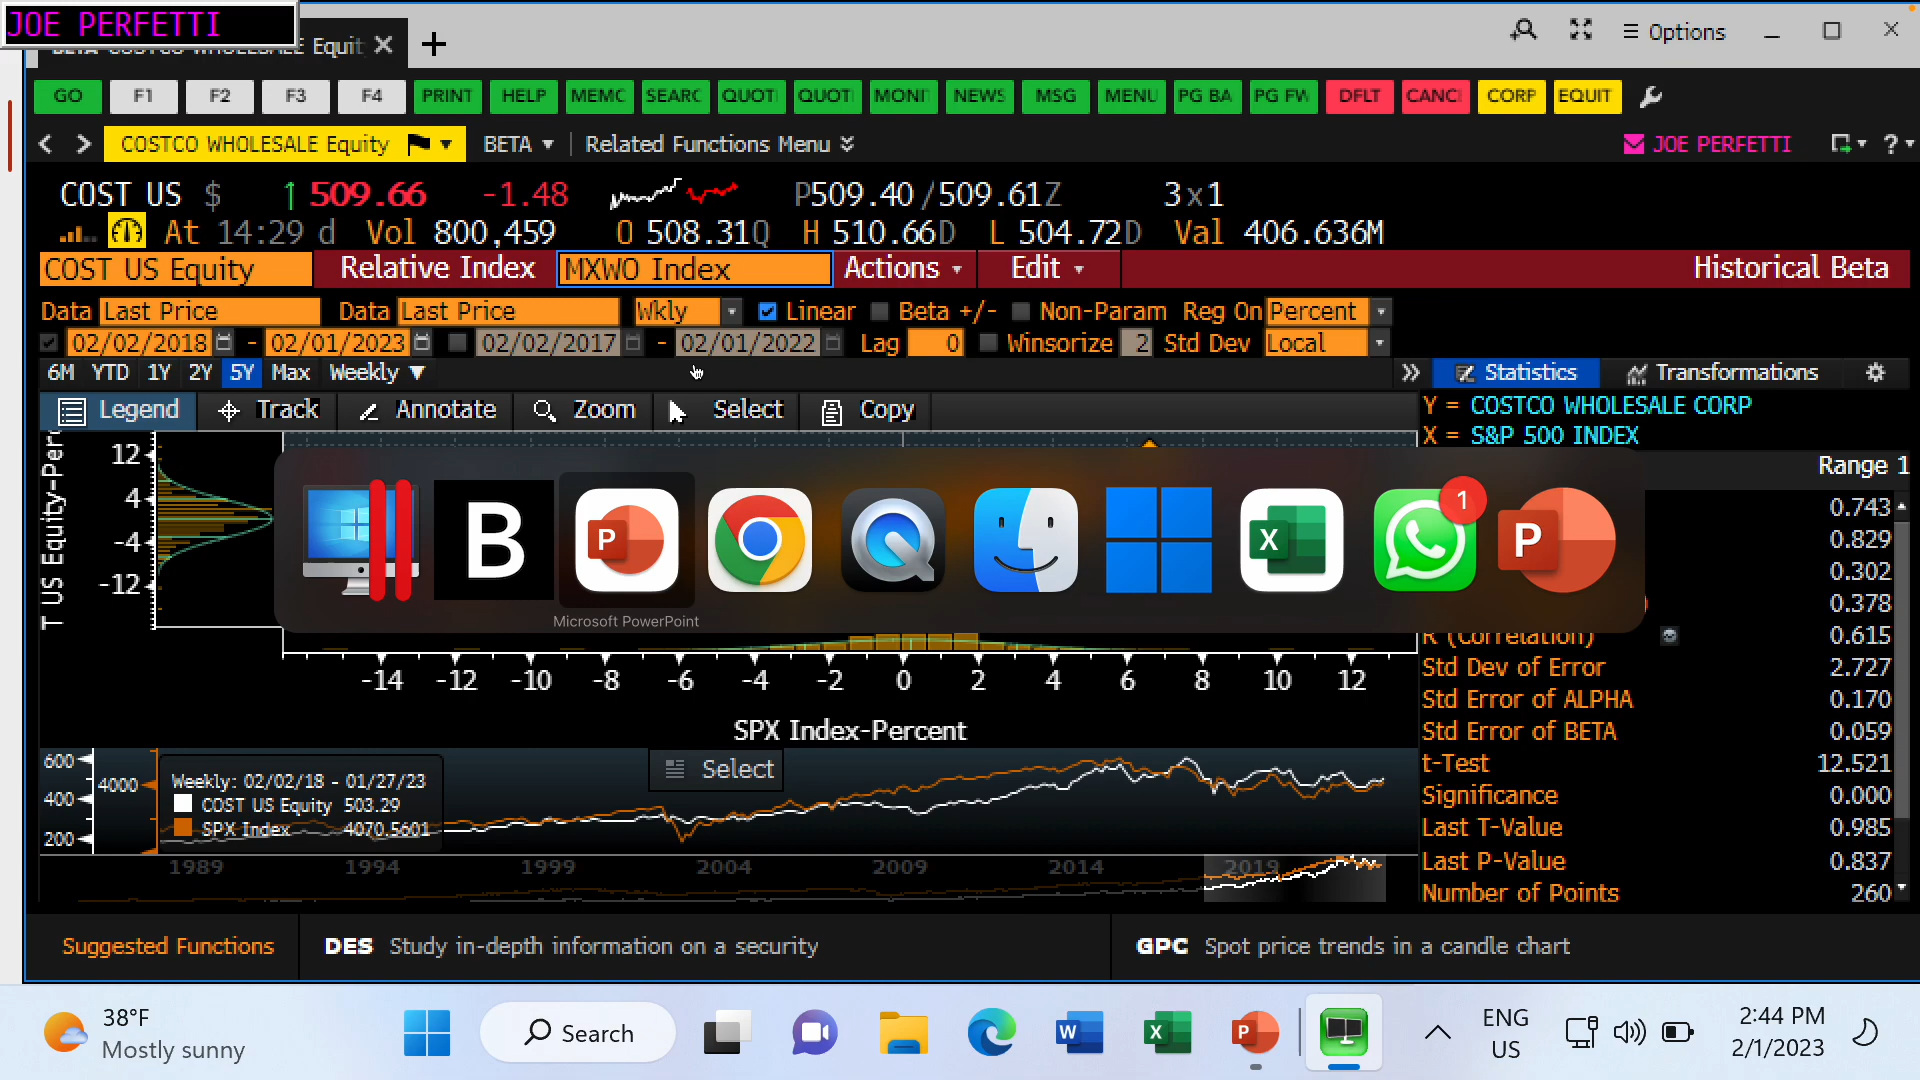 JOE PERFETTI
Equit
GO F1 F2 F3 F4 PRINT HELP MEMC SEARC QUOT QUOT MONI NEWS MSG MENU PG BA PG FW DFLT CANC CORP EQUIT
Options
COSTCO WHOLESALE Equity BETA Related Functions Menu JOE PERFETTI ?
COST US $ ↑ 509.66 -1.48 P509.40/509.61Z 3x1
At 14:29 d Vol 800,459 O 508.31Q H 510.66D L 504.72D Val 406.636M
COST US Equity Relative Index MXWO Index Actions Edit Historical Beta
Data Last Price Data Last Price Wkly Linear Beta +/- Non-Param Reg On Percent
02/02/2018 - 02/01/2023 02/02/2017 - 02/01/2022 Lag 0 Winsorize 2 Std Dev Local
6M YTD 1Y 2Y 5Y Max Weekly ▼ Statistics Transformations
Legend Track Annotate Zoom Select Copy
Y = COSTCO WHOLESALE CORP
X = S&P 500 INDEX
Range 1
T US Equity-Per
12
4
-4
-12
0.743
0.829
0.302
0.378
1
Microsoft PowerPoint
R (Correlation) 0.615
Std Dev of Error 2.727
Std Error of ALPHA 0.170
Std Error of BETA 0.059
t-Test 12.521
Significance 0.000
Last T-Value 0.985
Last P-Value 0.837
Number of Points 260
-14 -12 -10 -8 -6 -4 -2 0 2 4 6 8 10 12
SPX Index-Percent
Select
600
400
200
4000
Weekly: 02/02/18 - 01/27/23
COST US Equity 503.29
SPX Index 4070.5601
1989 1994 1999 2004 2009 2014 2019
Suggested Functions DES Study in-depth information on a security GPC Spot price trends in a candle chart
38°F
Mostly sunny
Search
ENG
US
2:44 PM
2/1/2023